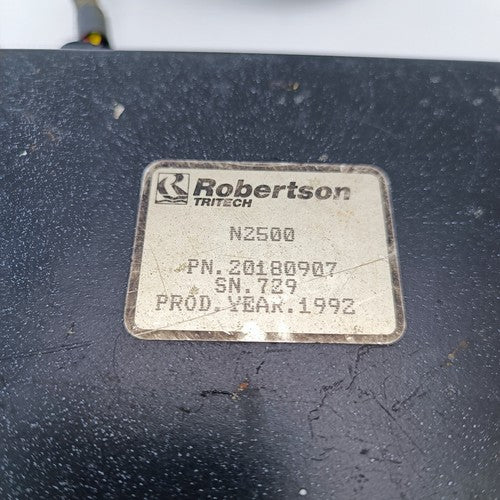 Robertson
TRITECH
N2500
PN.20180907
SN.729
PROD.YEAR.1992